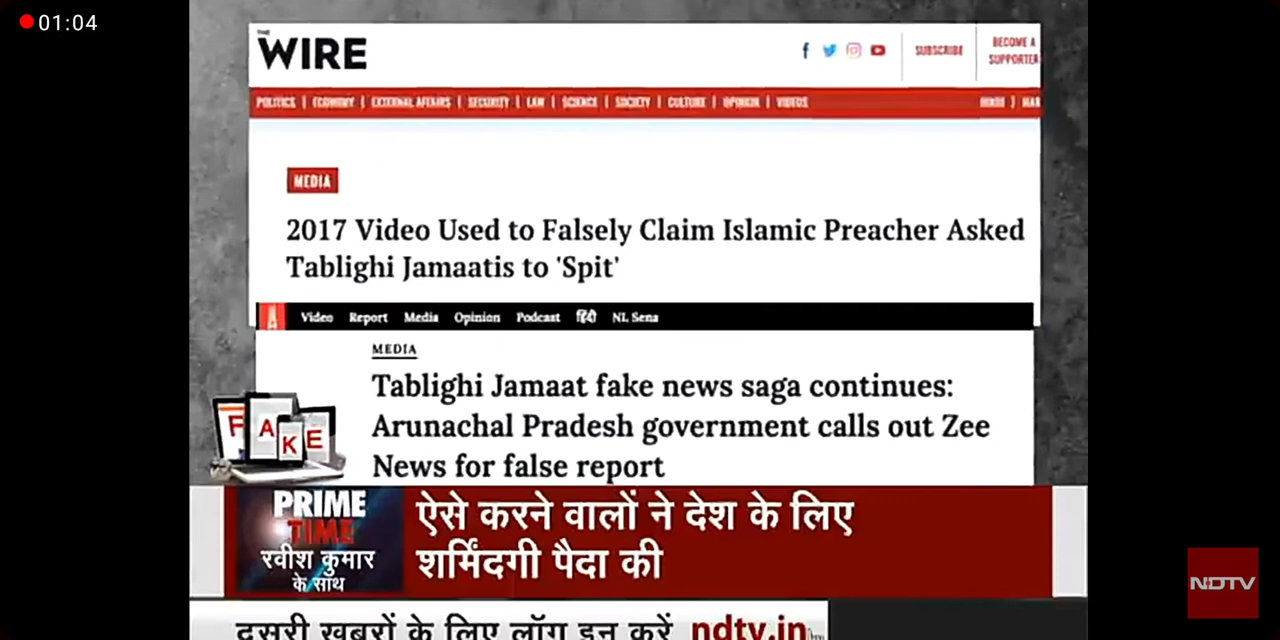 01:04
THE
WIRE
SUBSCRIBE
BECOME A
SUPPORTER
POLITICS | ECONOMY | EXTERNAL AFFAIRS | SECURITY | LAW | SCIENCE | SOCIETY | CULTURE | OPINION | VIDEOS
MEDIA
2017 Video Used to Falsely Claim Islamic Preacher Asked
Tablighi Jamaatis to 'Spit'
Video Report Media Opinion Podcast हिंदी NL Sena
MEDIA
Tablighi Jamaat fake news saga continues:
Arunachal Pradesh government calls out Zee
News for false report
FAKE
PRIME
TIME
रवीश कुमार
के साथ
ऐसे करने वालों ने देश के लिए
शर्मिंदगी पैदा की
NDTV
दूसरी खबरों के लिए लॉग इन करें ndtv.in